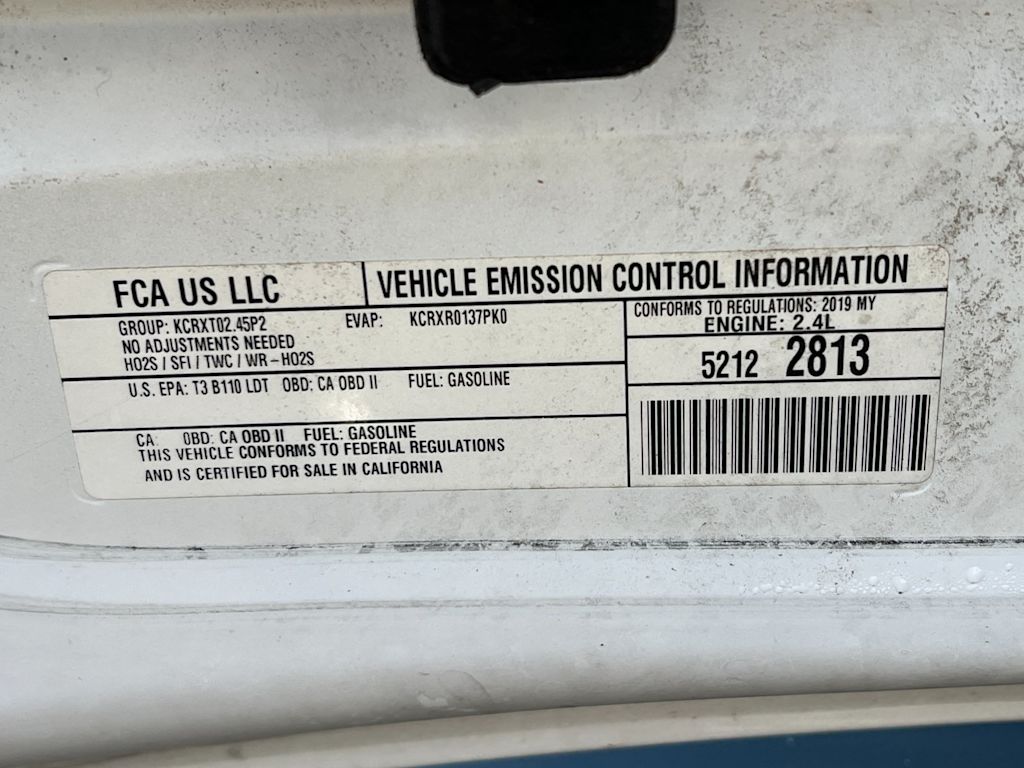 FCA US LLC
VEHICLE EMISSION CONTROL INFORMATION
GROUP: KCRXT02.45P2 EVAP: KCRXR0137PK0
NO ADJUSTMENTS NEEDED
HO2S / SFI / TWC / WR-HO2S
CONFORMS TO REGULATIONS: 2019 MY
ENGINE: 2.4L
5212 2813
U.S. EPA: T3 B110 LDT OBD: CA OBD II FUEL: GASOLINE
CA: OBD: CA OBD II FUEL: GASOLINE
THIS VEHICLE CONFORMS TO FEDERAL REGULATIONS
AND IS CERTIFIED FOR SALE IN CALIFORNIA